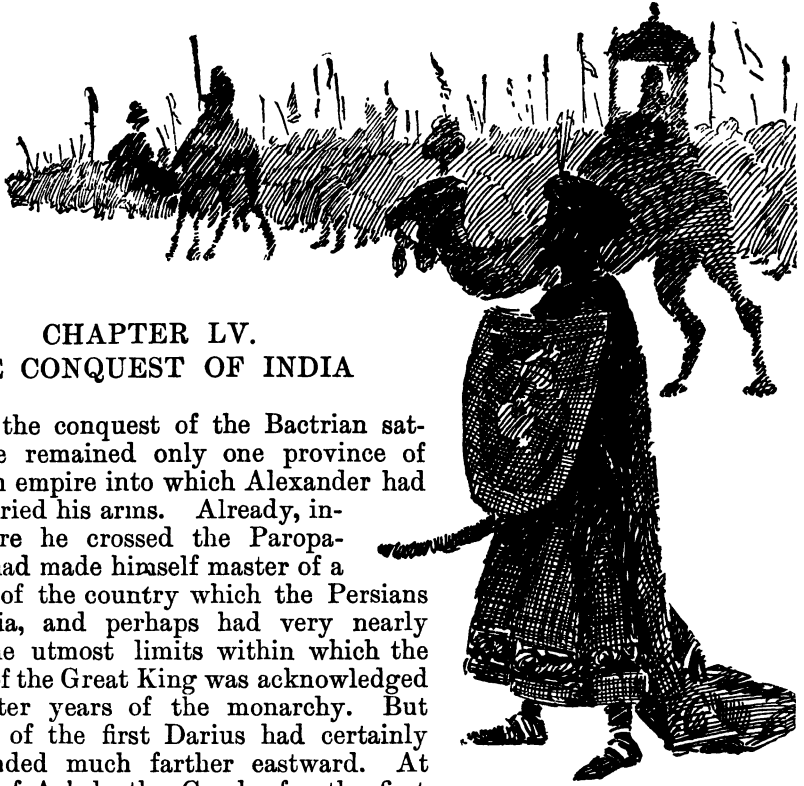 CHAPTER LV.
CONQUEST OF INDIA
the conquest of the Bactrian sat-
remained only one province of
empire into which Alexander had
ried his arms. Already, in-
re he crossed the Paropa-
had made himself master of a
of the country which the Persians
ia, and perhaps had very nearly
utmost limits within which the
of the Great King was acknowledged
ter years of the monarchy. But
of the first Darius had certainly
nded much farther eastward. At